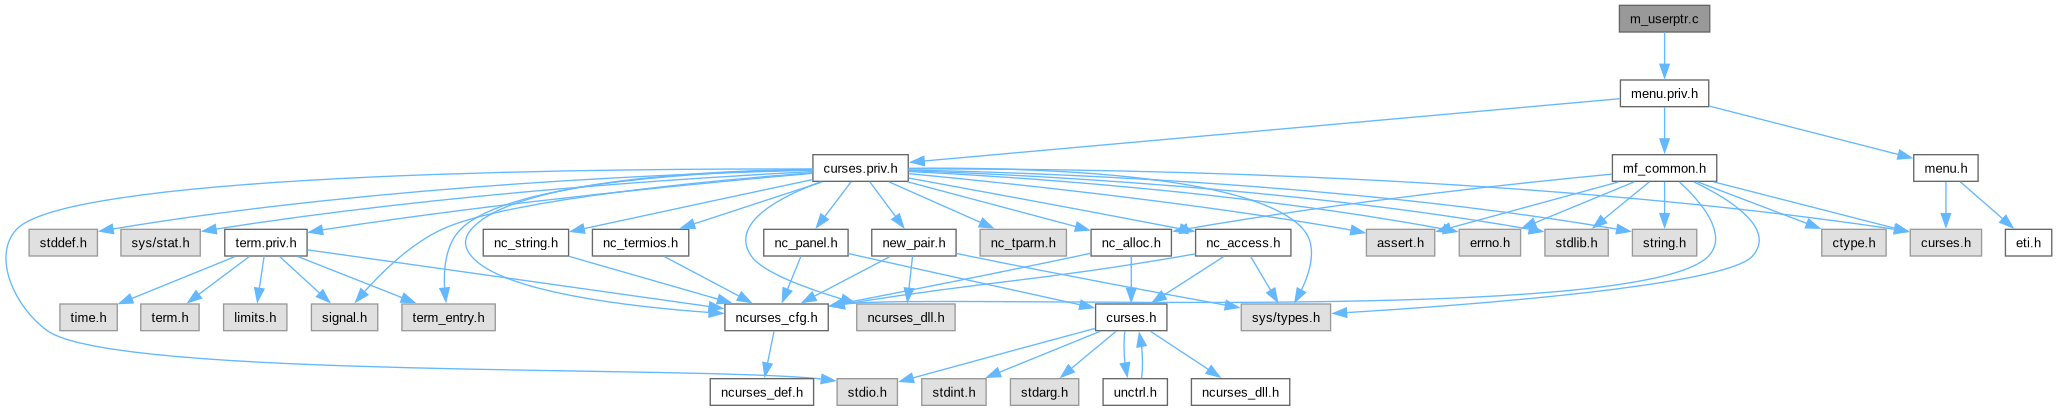 m_userptr.c
menu.priv.h
curses.priv.h
mf_common.h
menu.h
stddef.h
sys/stat.h
term.priv.h
nc_string.h
nc_termios.h
nc_panel.h
new_pair.h
nc_tparm.h
nc_alloc.h
nc_access.h
assert.h
errno.h
stdlib.h
string.h
ctype.h
curses.h
eti.h
time.h
term.h
limits.h
signal.h
term_entry.h
ncurses_cfg.h
ncurses_dll.h
curses.h
sys/types.h
ncurses_def.h
stdio.h
stdint.h
stdarg.h
unctrl.h
ncurses_dll.h